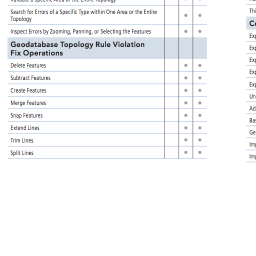 Validate a Specific Area or the Entire Topology
Search for Errors of a Specific Type within One Area or the Entire
Topology
Inspect Errors by Zooming, Panning, or Selecting the Features
Geodatabase Topology Rule Violation
Fix Operations
Delete Features
Subtract Features
Create Features
Merge Features
Snap Features
Extend Lines
Trim Lines
Split Lines